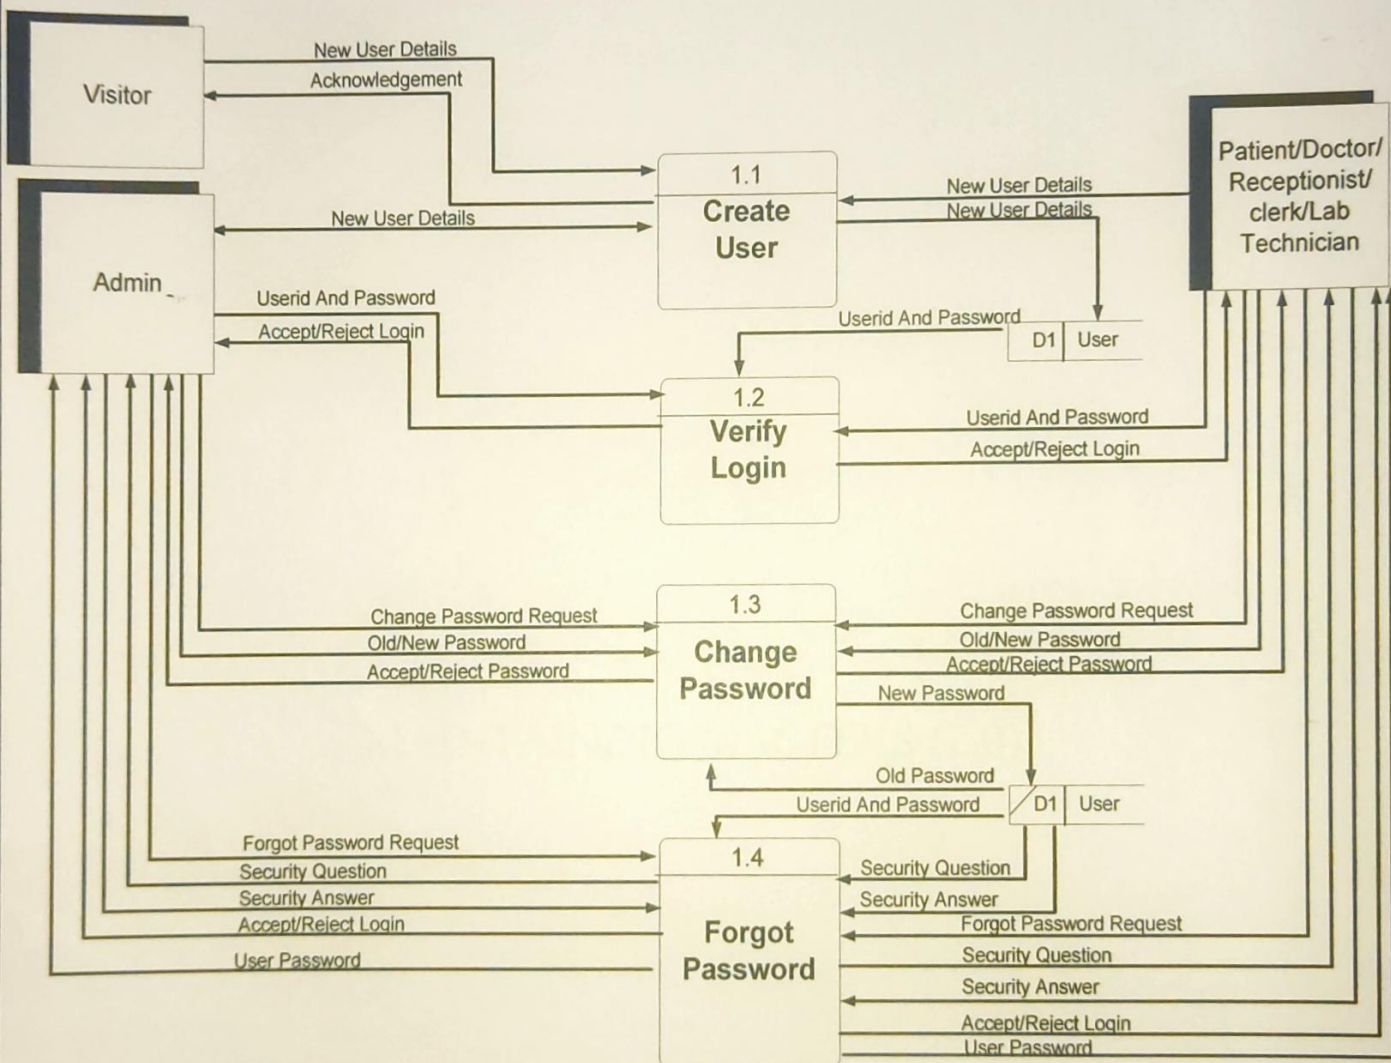 New User Details
Acknowledgement
Visitor
Patient/Doctor/
Receptionist/
clerk/Lab
Technician
1.1
Create
User
New User Details
New User Details
New User Details
Admin
Userid And Password
Accept/Reject Login
Userid And Password
D1 User
1.2
Verify
Login
Userid And Password
Accept/Reject Login
1.3
Change
Password
Change Password Request
Old/New Password
Accept/Reject Password
Change Password Request
Old/New Password
Accept/Reject Password
New Password
Old Password
Userid And Password
D1 User
1.4
Forgot
Password
Forgot Password Request
Security Question
Security Answer
Accept/Reject Login
User Password
Security Question
Security Answer
Forgot Password Request
Security Question
Security Answer
Accept/Reject Login
User Password